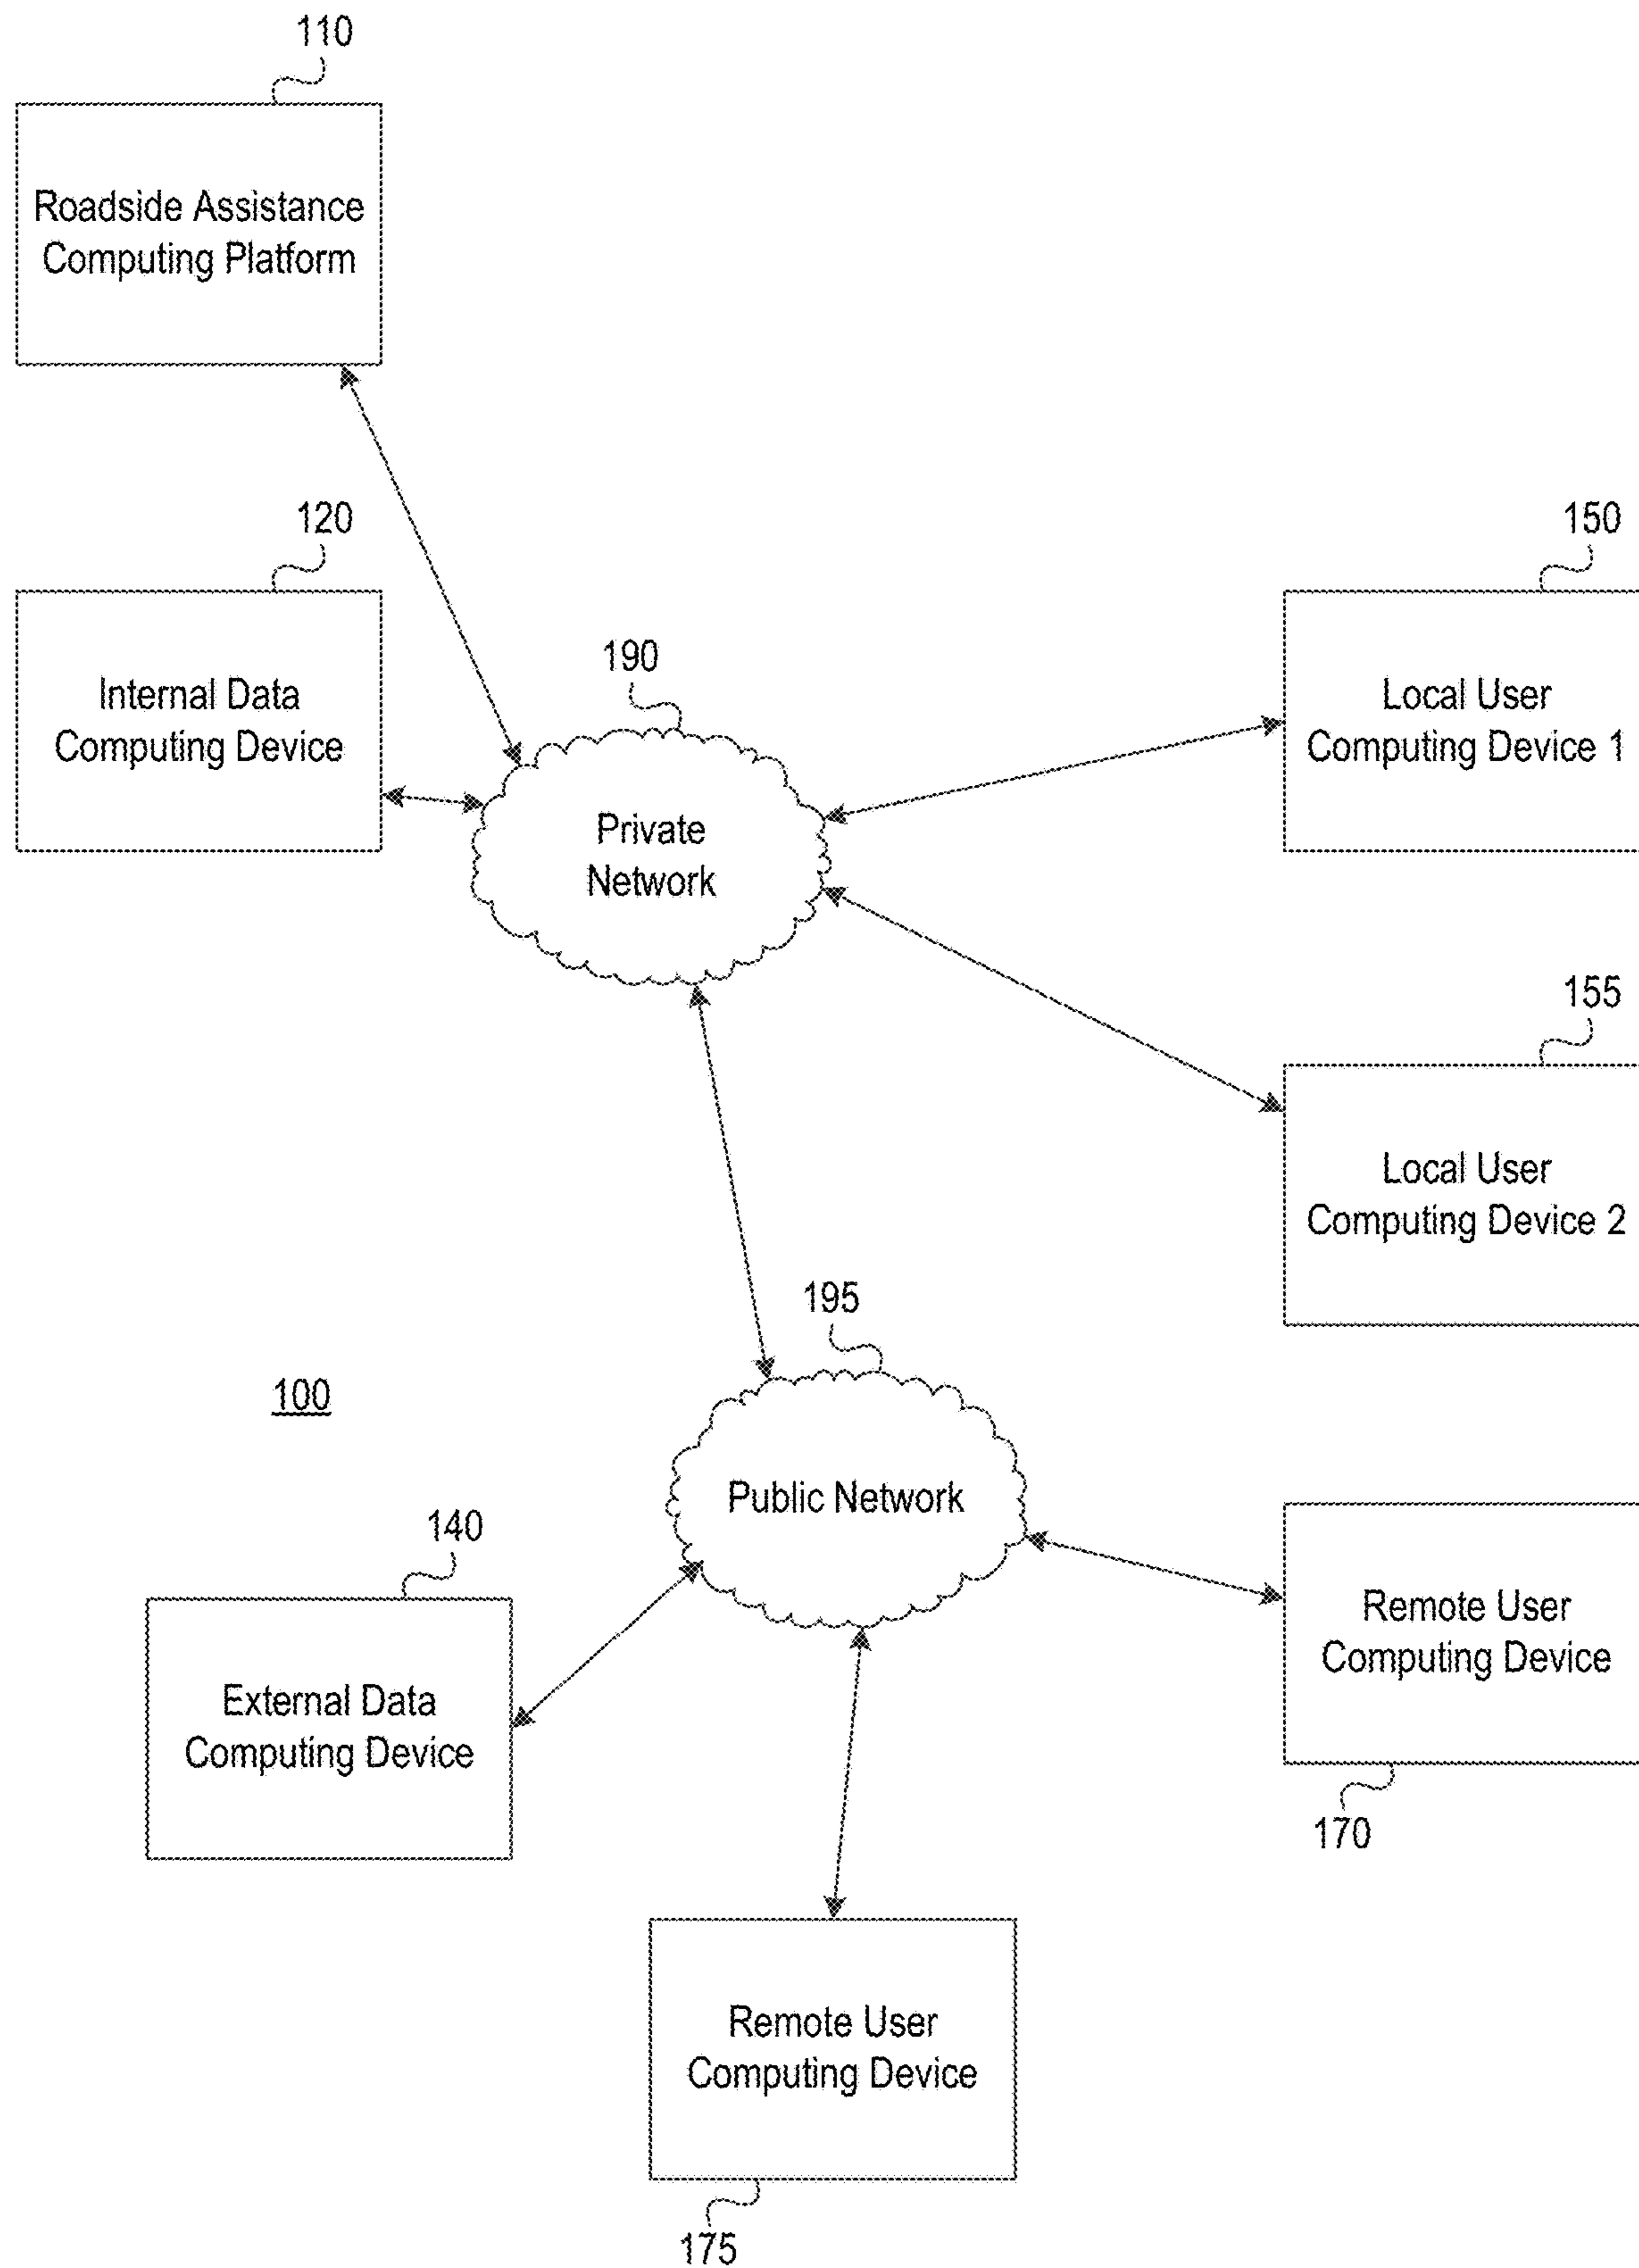 110
Roadside Assistance
Computing Platform
120
Internal Data
Computing Device
190
Private
Network
150
Local User
Computing Device 1
155
Local User
Computing Device 2
195
Public Network
100
140
External Data
Computing Device
Remote User
Computing Device
170
Remote User
Computing Device
175